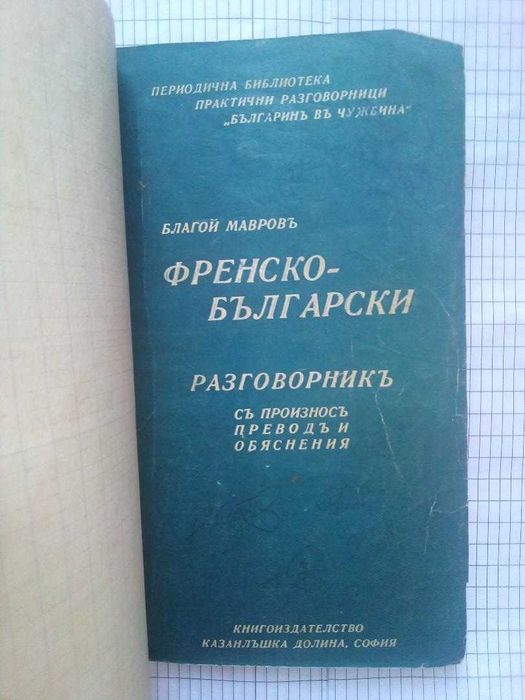 ПЕРИОДИЧНА БИБЛИОТЕКА
ПРАКТИЧНИ РАЗГОВОРНИЦИ
„БЪЛГАРИНЪ ВЪ ЧУЖБИНА"
БЛАГОЙ МАВРОВЪ
ФРЕНСКО-
БЪЛГАРСКИ
РАЗГОВОРНИКЪ
СЪ ПРОИЗНОСЪ
ПРЕВОДЪ И
ОБЯСНЕНИЯ
КНИГОИЗДАТЕЛСТВО
КАЗАНЛЪШКА ДОЛИНА, СОФИЯ